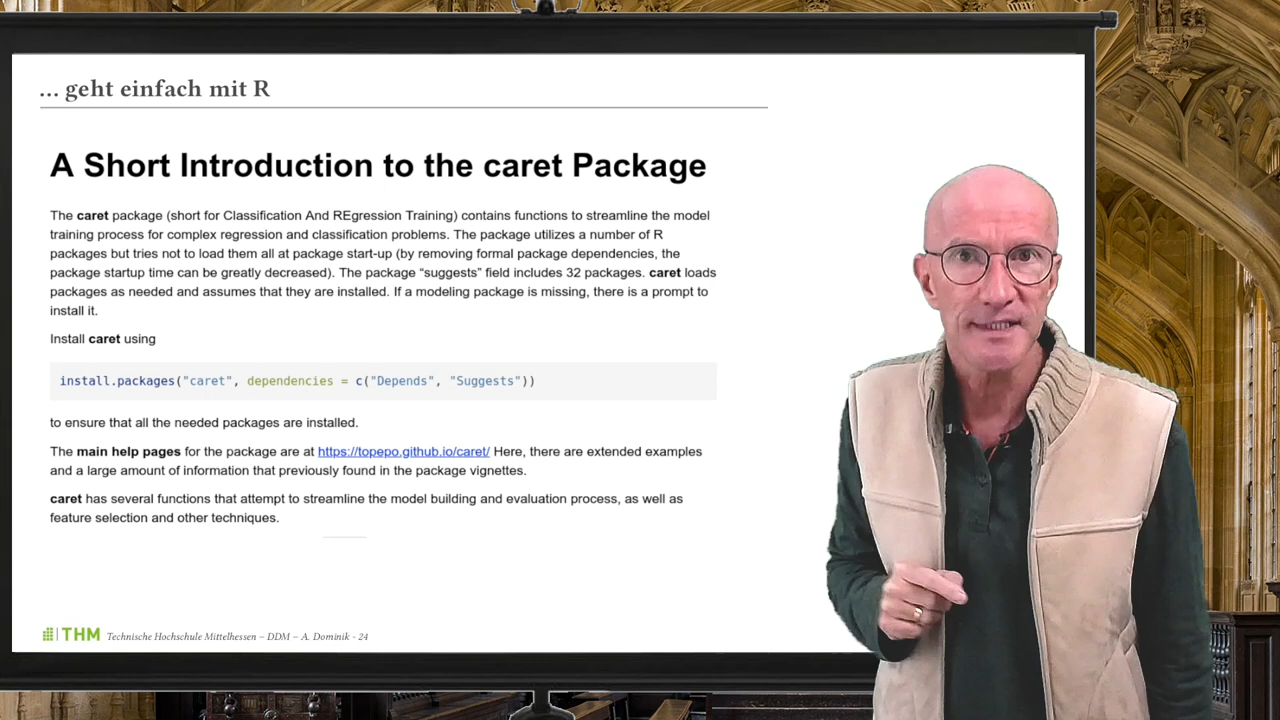 ... geht einfach mit R
A Short Introduction to the caret Package
The caret package (short for Classification And REgression Training) contains functions to streamline the model
training process for complex regression and classification problems. The package utilizes a number of R
packages but tries not to load them all at package start-up (by removing formal package dependencies, the
package startup time can be greatly decreased). The package “suggests” field includes 32 packages. caret loads
packages as needed and assumes that they are installed. If a modeling package is missing, there is a prompt to
install it.
Install caret using
install.packages("caret", dependencies = c("Depends", "Suggests"))
to ensure that all the needed packages are installed.
The main help pages for the package are at https://topepo.github.io/caret/ Here, there are extended examples
and a large amount of information that previously found in the package vignettes.
caret has several functions that attempt to streamline the model building and evaluation process, as well as
feature selection and other techniques.
THM Technische Hochschule Mittelhessen – DDM – A. Dominik - 24